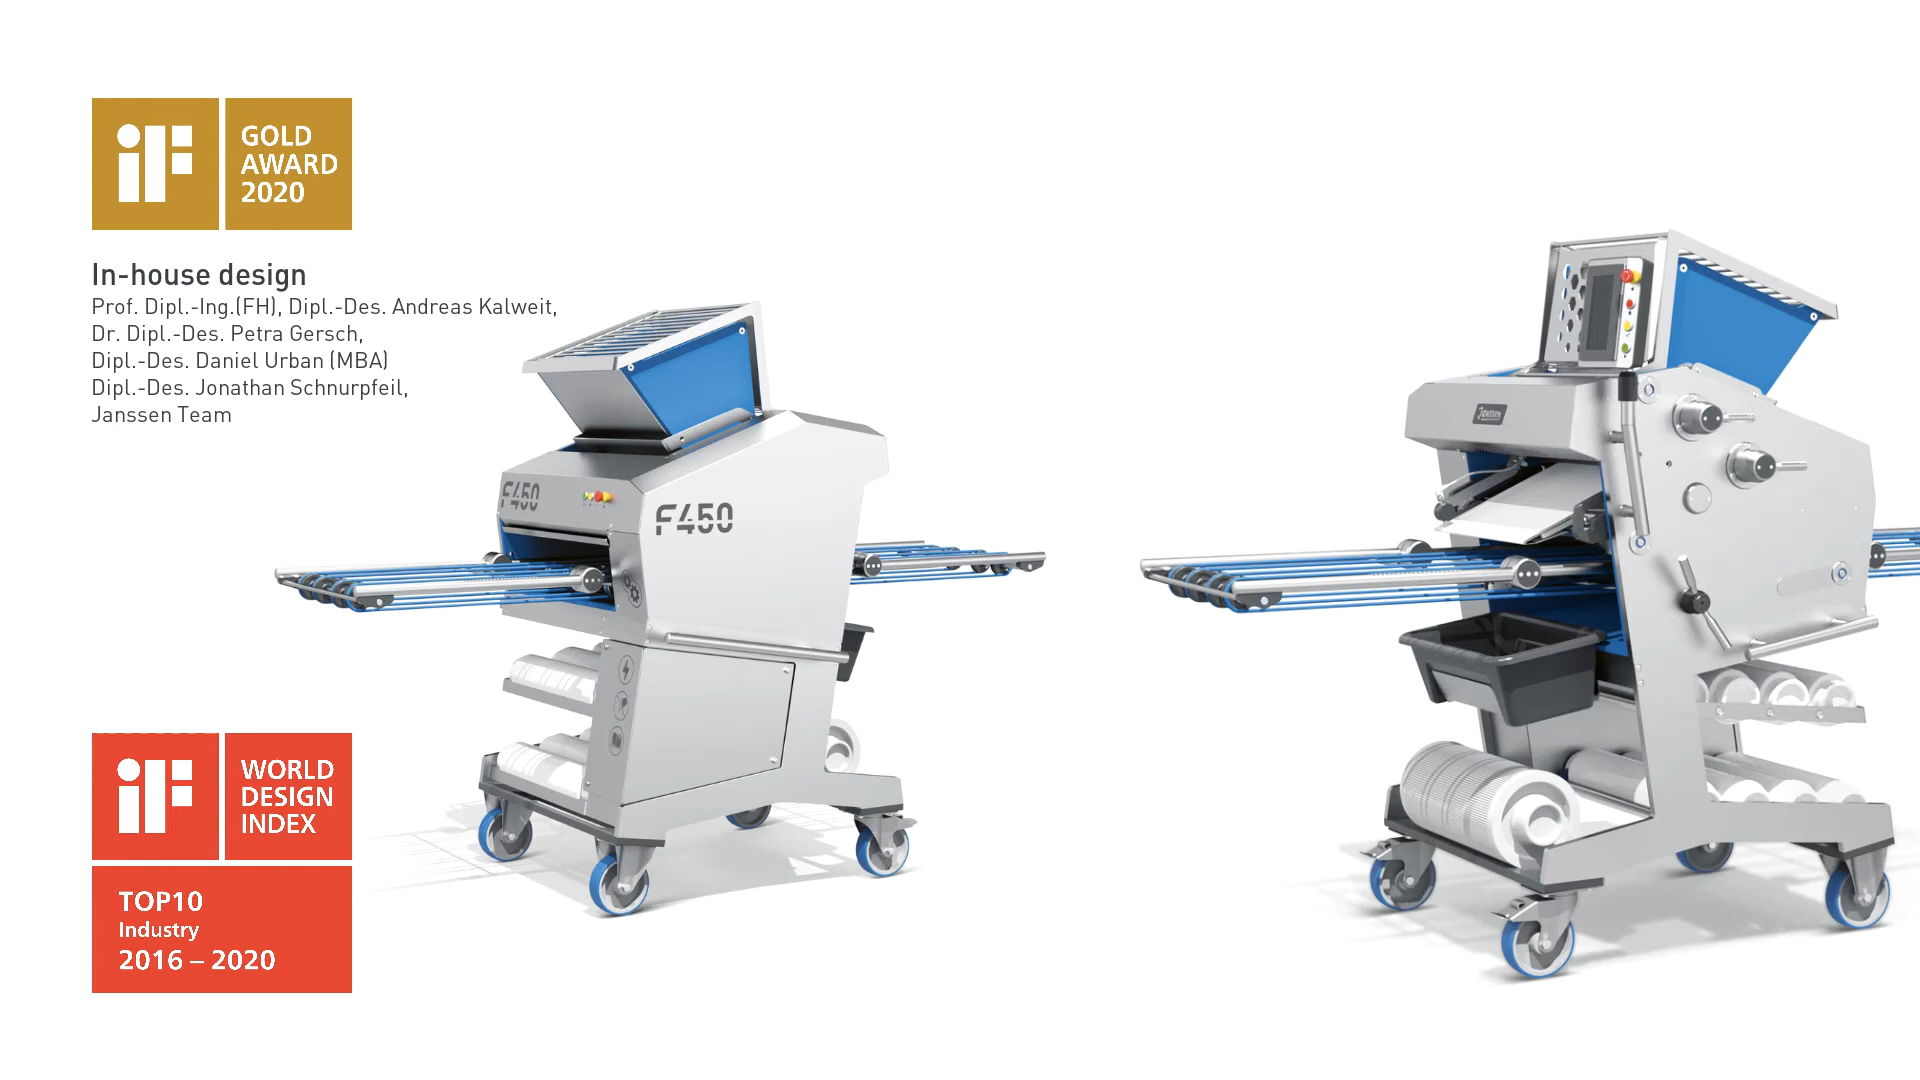 iF
GOLD
AWARD
2020
In-house design
Prof. Dipl.-Ing.(FH), Dipl.-Des. Andreas Kalweit,
Dr. Dipl.-Des. Petra Gersch,
Dipl.-Des. Daniel Urban (MBA)
Dipl.-Des. Jonathan Schnurpfeil,
Janssen Team
F450
F450
Janssen
iF
WORLD
DESIGN
INDEX
TOP10
Industry
2016 – 2020